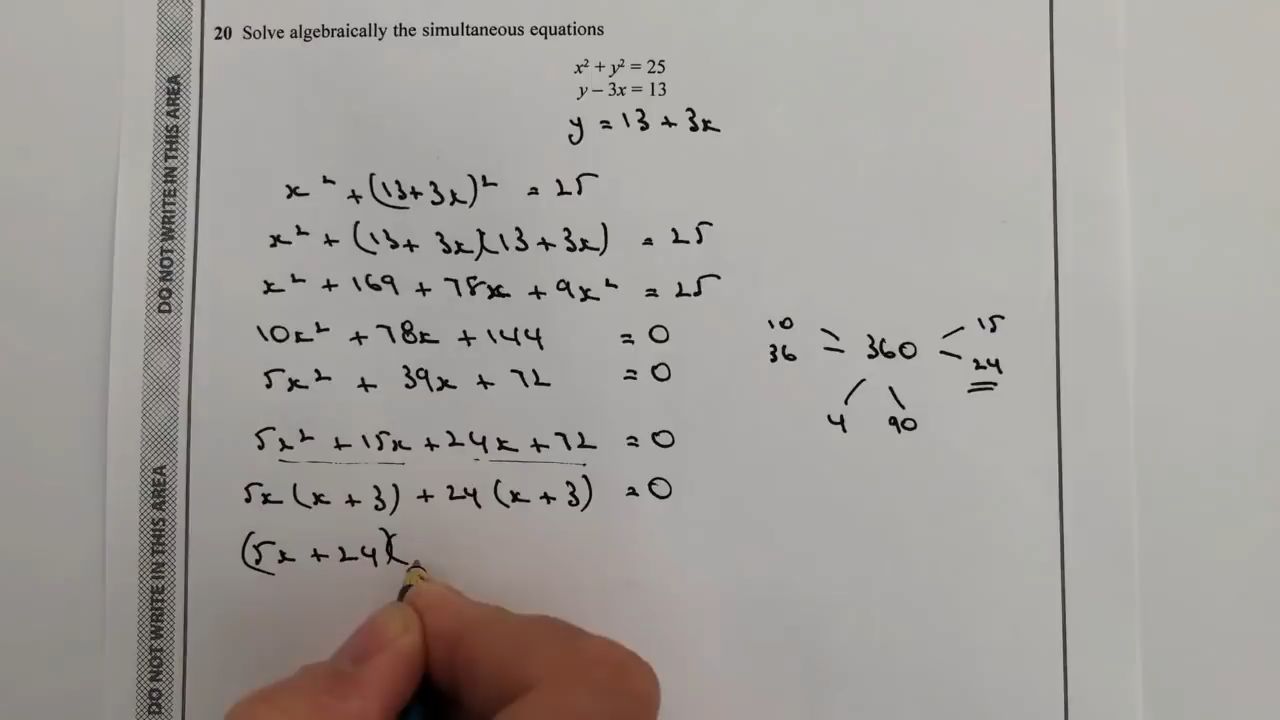 20 Solve algebraically the simultaneous equations
x² + y² = 25
y – 3x = 13
y = 13 + 3x
x² + (13+3x)² = 25
x² + (13+ 3x)(13 + 3x) = 25
x² + 169 + 78x + 9x² = 25
10x² + 78x + 144 = 0
5x² + 39x + 72 = 0
5x² + 15x + 24x + 72 = 0
5x (x + 3) + 24 (x + 3) = 0
(5x + 24)(
10 15
36 360 24
4 90
DO NOT WRITE IN THIS AREA
DO NOT WRITE IN THIS AREA